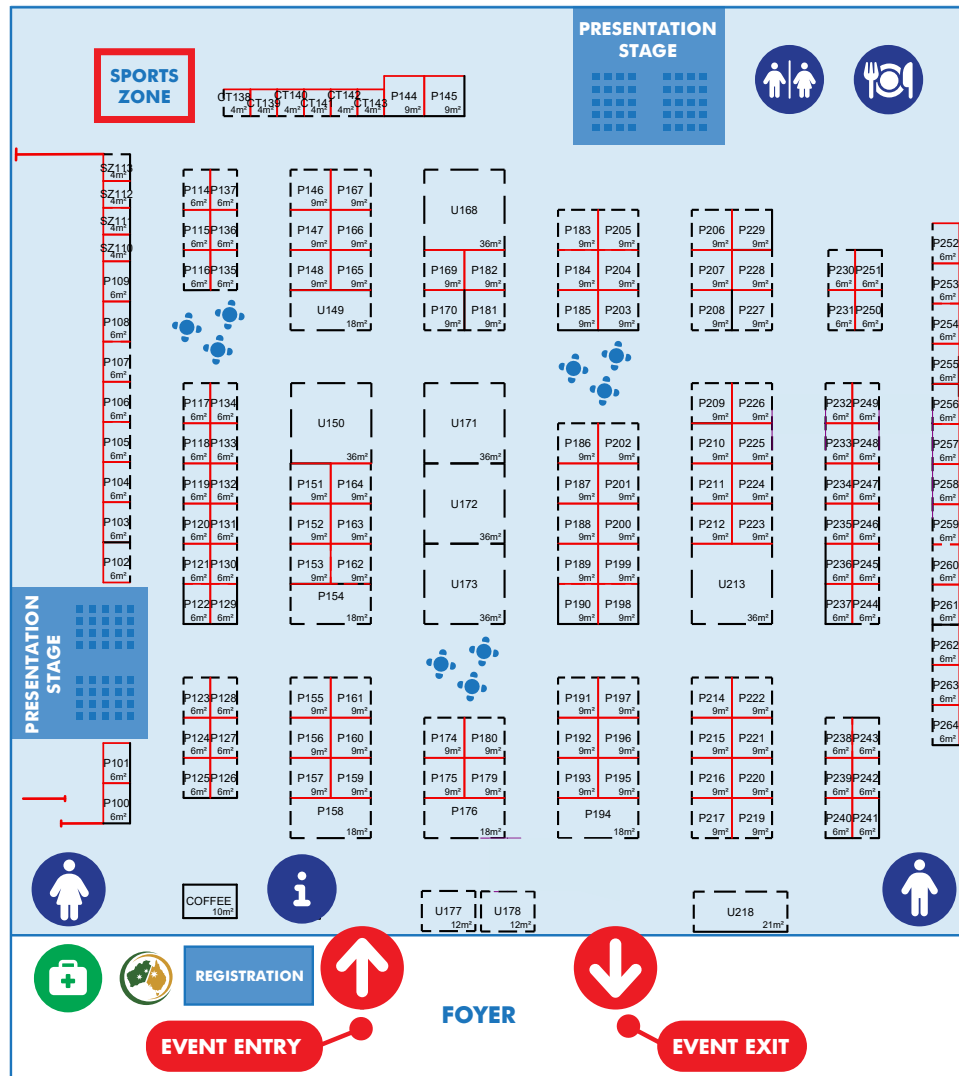 PRESENTATION
STAGE
SPORTS
ZONE
CT138
4m²
CT139
4m²
CT140
4m²
CT141
4m²
CT142
4m²
CT143
4m²
P144
9m²
P145
9m²
SZ113
4m²
SZ112
4m²
SZ111
4m²
SZ110
4m²
P109
6m²
P108
6m²
P107
6m²
P106
6m²
P105
6m²
P104
6m²
P103
6m²
P102
6m²
PRESENTATION
STAGE
P101
6m²
P100
6m²
P114 P137
6m² 6m²
P115 P136
6m² 6m²
P116 P135
6m² 6m²
P117 P134
6m² 6m²
P118 P133
6m² 6m²
P119 P132
6m² 6m²
P120 P131
6m² 6m²
P121 P130
6m² 6m²
P122 P129
6m² 6m²
P123 P128
6m² 6m²
P124 P127
6m² 6m²
P125 P126
6m² 6m²
P146 P167
9m² 9m²
P147 P166
9m² 9m²
P148 P165
9m² 9m²
U149
18m²
U150
36m²
P151 P164
9m² 9m²
P152 P163
9m² 9m²
P153 P162
9m² 9m²
P154
18m²
P155 P161
9m² 9m²
P156 P160
9m² 9m²
P157 P159
9m² 9m²
P158
18m²
U168
36m²
P169 P182
9m² 9m²
P170 P181
9m² 9m²
U171
36m²
U172
36m²
U173
36m²
P174 P180
9m² 9m²
P175 P179
9m² 9m²
P176
18m²
P183 P205
9m² 9m²
P184 P204
9m² 9m²
P185 P203
9m² 9m²
P186 P202
9m² 9m²
P187 P201
9m² 9m²
P188 P200
9m² 9m²
P189 P199
9m² 9m²
P190 P198
9m² 9m²
P191 P197
9m² 9m²
P192 P196
9m² 9m²
P193 P195
9m² 9m²
P194
18m²
P206 P229
9m² 9m²
P207 P228
9m² 9m²
P208 P227
9m² 9m²
P209 P226
9m² 9m²
P210 P225
9m² 9m²
P211 P224
9m² 9m²
P212 P223
9m² 9m²
U213
36m²
P214 P222
9m² 9m²
P215 P221
9m² 9m²
P216 P220
9m² 9m²
P217 P219
9m² 9m²
P230 P251
6m² 6m²
P231 P250
6m² 6m²
P232 P249
6m² 6m²
P233 P248
6m² 6m²
P234 P247
6m² 6m²
P235 P246
6m² 6m²
P236 P245
6m² 6m²
P237 P244
6m² 6m²
P238 P243
6m² 6m²
P239 P242
6m² 6m²
P240 P241
6m² 6m²
P252
6m²
P253
6m²
P254
6m²
P255
6m²
P256
6m²
P257
6m²
P258
6m²
P259
6m²
P260
6m²
P261
6m²
P262
6m²
P263
6m²
P264
6m²
COFFEE
10m²
i
U177
12m²
U178
12m²
U218
21m²
REGISTRATION
FOYER
EVENT ENTRY
EVENT EXIT